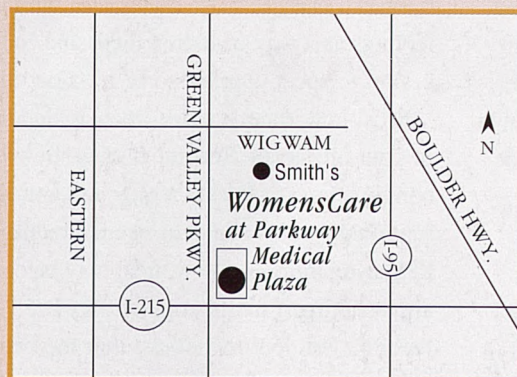 GREEN VALLEY PKWY.
WIGWAM
Smith's
BOULDER HWY.
N
EASTERN
WomensCare
at Parkway
Medical
Plaza
I-95
I-215